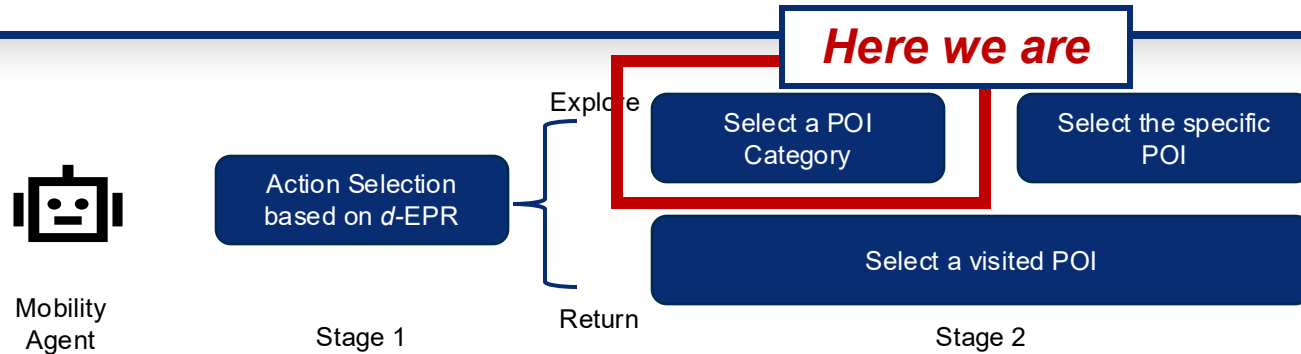 Here we are
Explore
Select a POI
Category
Select the specific
POI
Action Selection
based on d-EPR
Select a visited POI
Mobility
Agent
Stage 1
Return
Stage 2